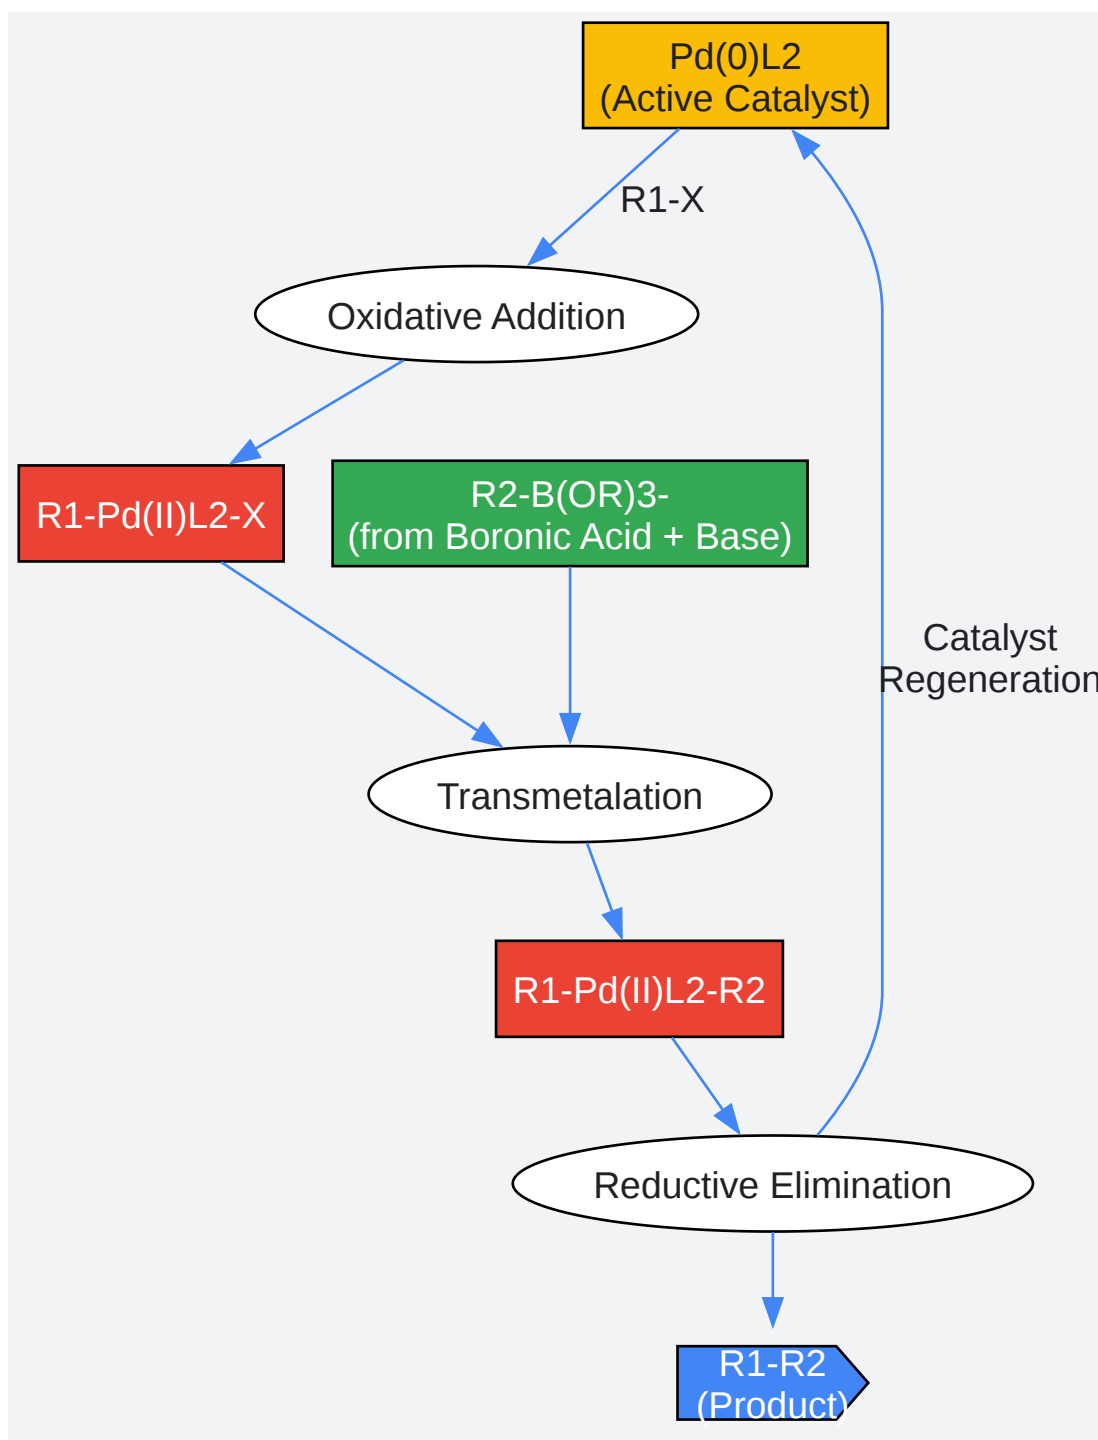 Pd(0)L2
(Active Catalyst)
R1-X
Oxidative Addition
R1-Pd(II)L2-X
R2-B(OR)3-
(from Boronic Acid + Base)
Catalyst
Regeneration
Transmetalation
R1-Pd(II)L2-R2
Reductive Elimination
R1-R2
(Product)